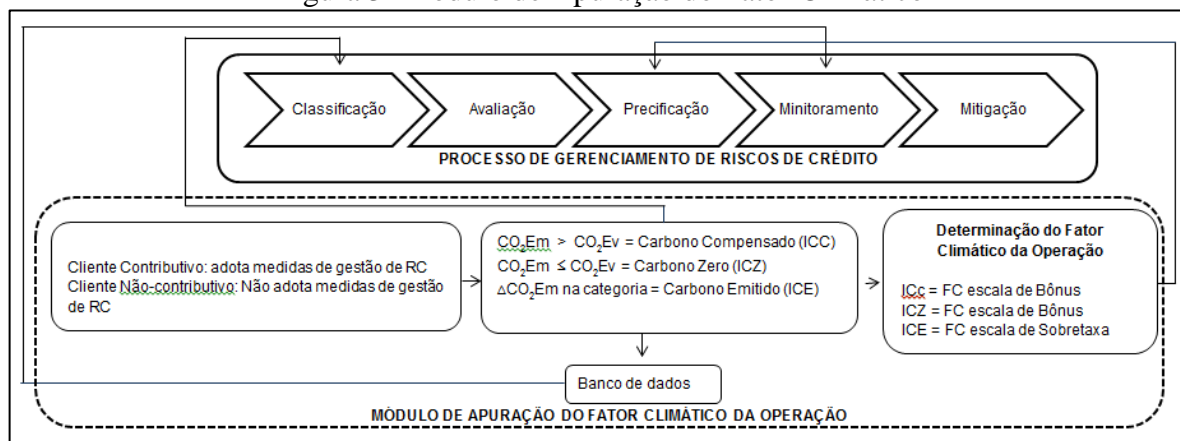 Classificação
Avaliação
Precificação
Minitoramento
Mitigação
PROCESSO DE GERENCIAMENTO DE RISCOS DE CRÉDITO
Cliente Contributivo: adota medidas de gestão de RC
Cliente Não-contributivo: Não adota medidas de gestão
de RC
CO₂Em > CO₂Ev = Carbono Compensado (ICC)
CO₂Em ≤ CO₂Ev = Carbono Zero (ICZ)
△CO₂Em na categoria = Carbono Emitido (ICE)
Determinação do Fator
Climático da Operação
ICc = FC escala de Bônus
ICZ = FC escala de Bônus
ICE = FC escala de Sobretaxa
Banco de dados
MÓDULO DE APURAÇÃO DO FATOR CLIMÁTICO DA OPERAÇÃO